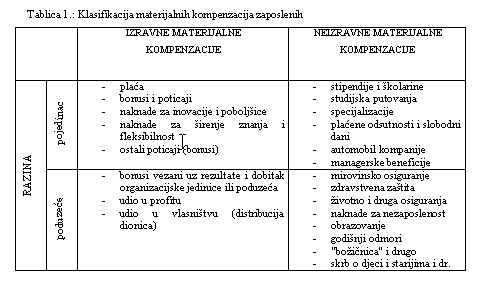 Tablica 1.: Klasifikacija materijalnih kompenzacija zaposlenih
IZRAVNE MATERIJALNE
KOMPENZACIJE
NEIZRAVNE MATERIJALNE
KOMPENZACIJE
RAZINA
pojedinac
- plaća
- bonusi i poticaji
- naknade za inovacije i poboljšice
- naknade za širenje znanja i
fleksibilnost
- ostali poticaji (bonusi)
- stipendije i školarine
- studijska putovanja
- specijalizacije
- plaćene odsutnosti i slobodni
dani
- automobil kompanije
- managerske beneficije
poduzeće
- bonusi vezani uz rezultate i dobitak
organizacijske jedinice ili poduzeća
- udio u profitu
- udio u vlasništvu (distribucija
dionica)
- mirovinsko osiguranje
- zdravstvena zaštita
- životno i druga osiguranja
- naknade za nezaposlenost
- obrazovanje
- godišnji odmori
- "božićnica" i drugo
- skrb o djeci i starijima i dr.